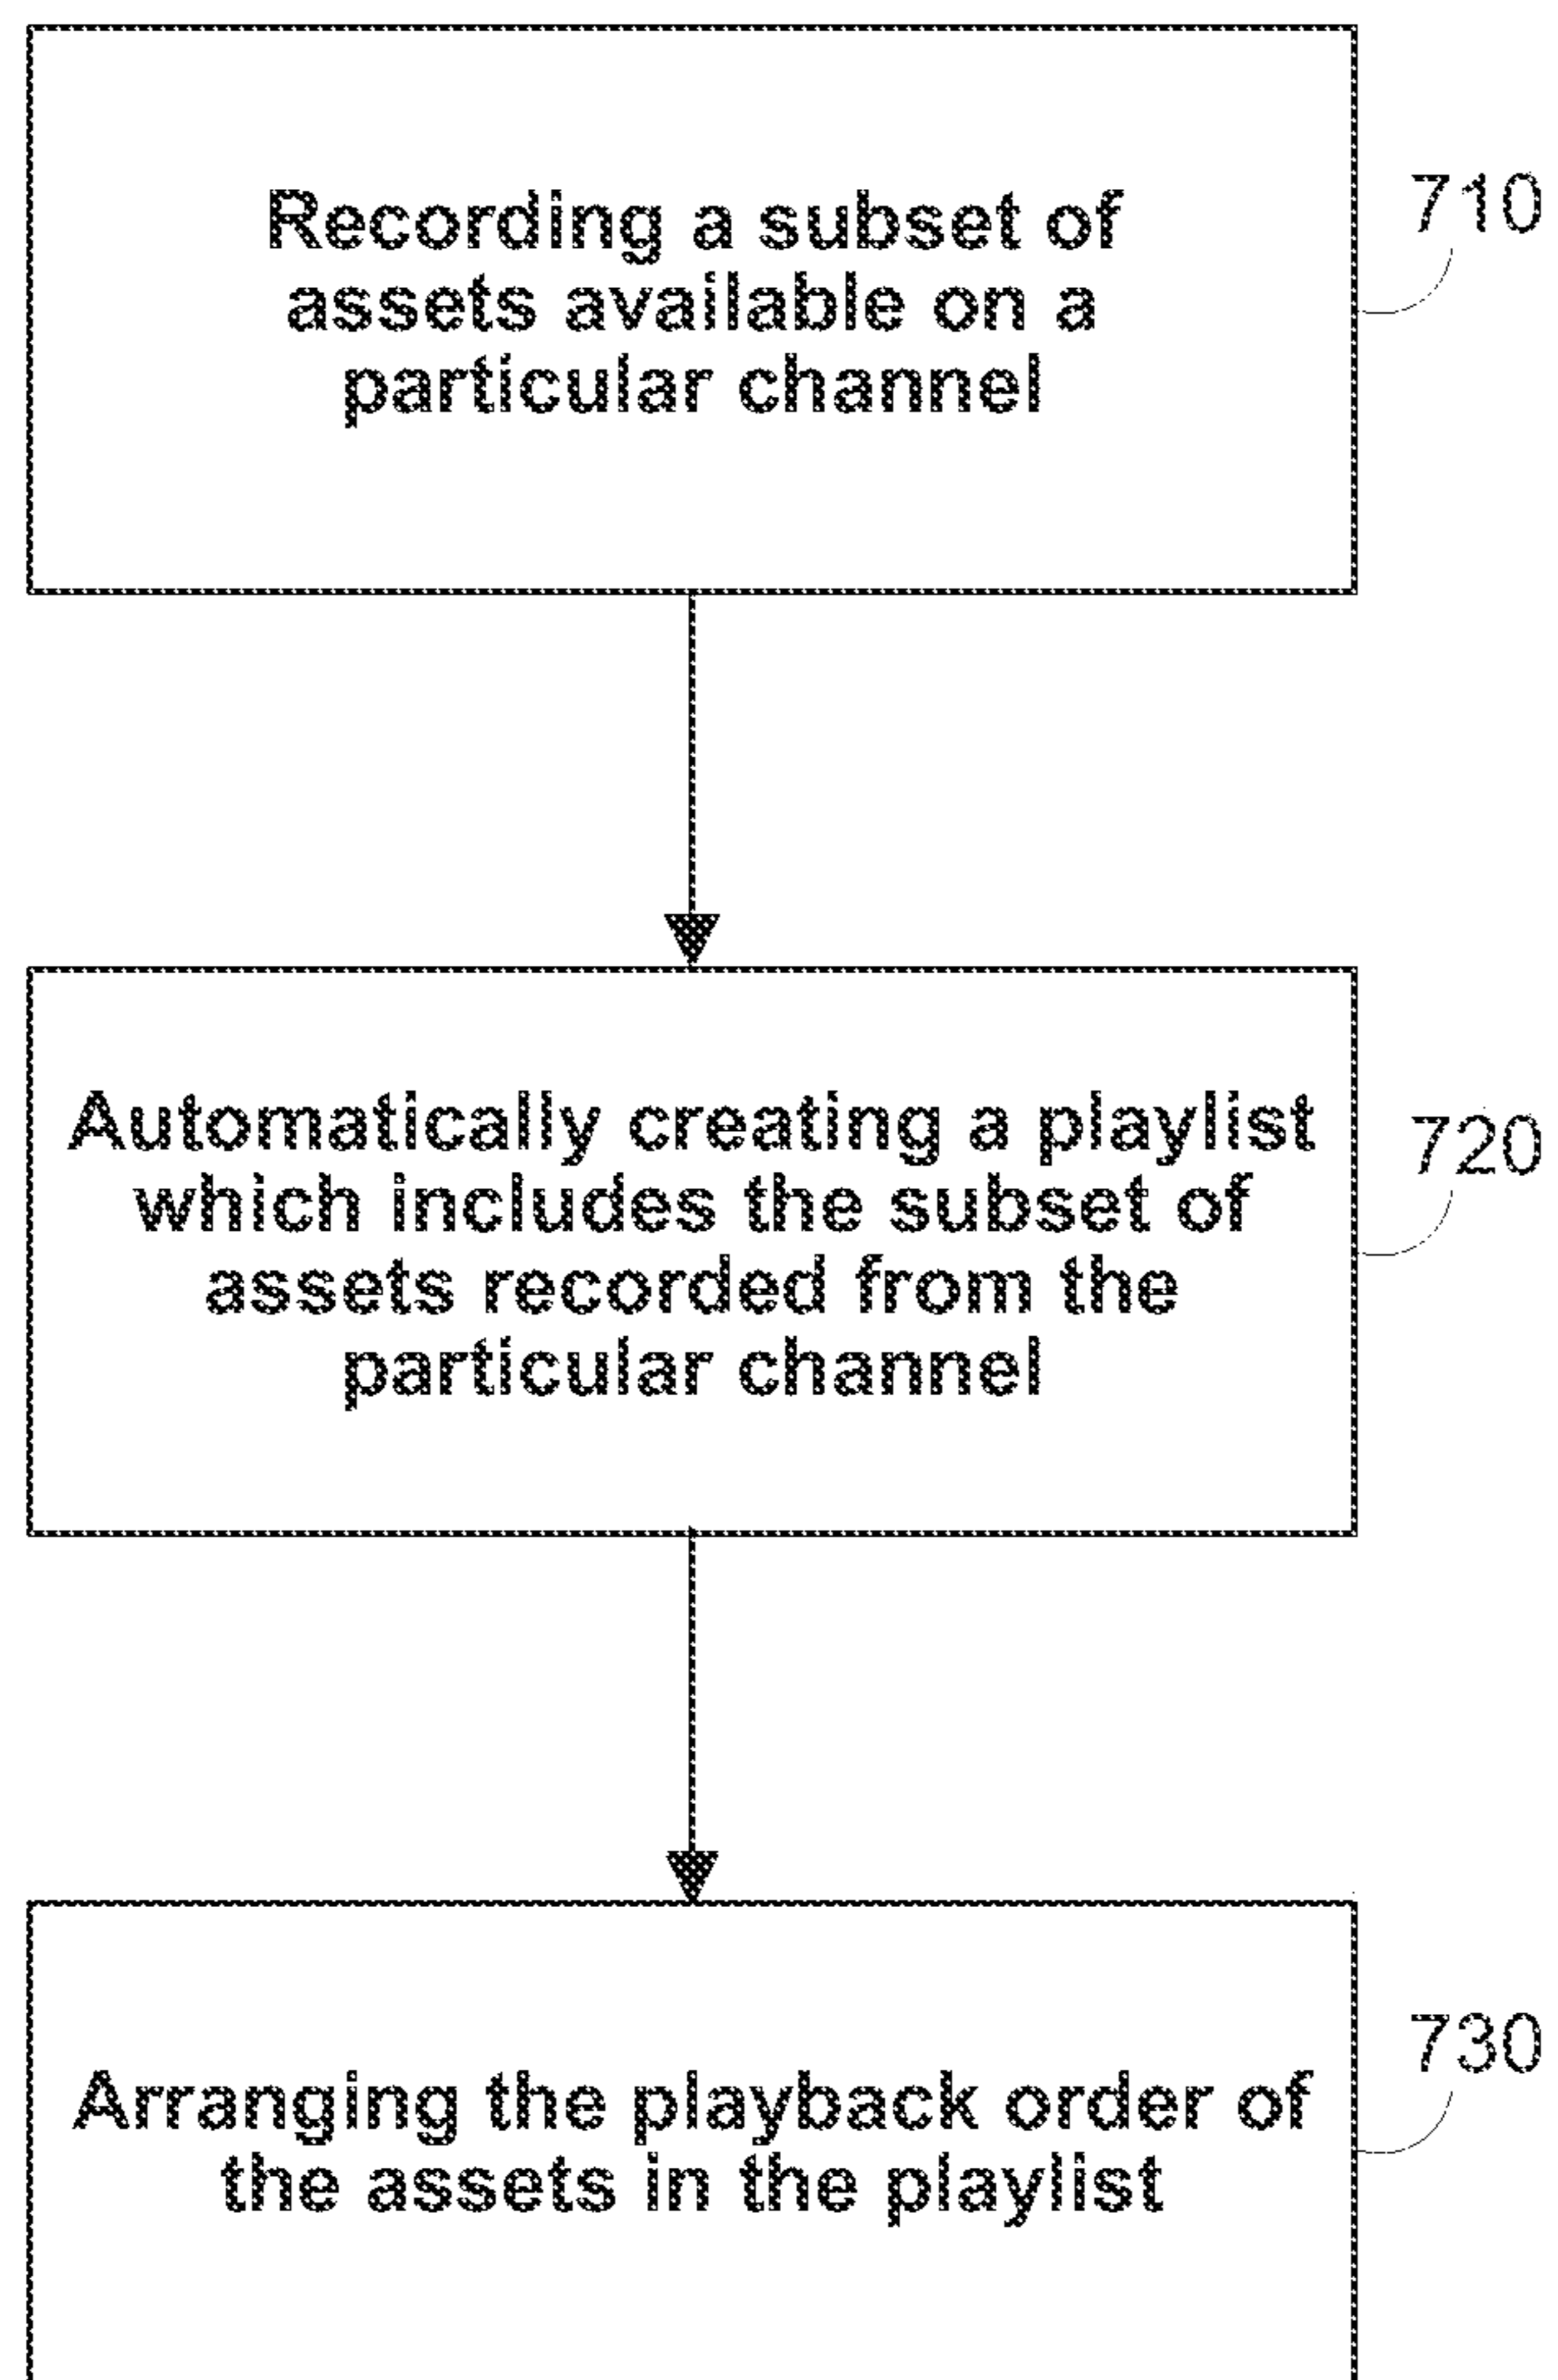 Recording a subset of
assets available on a
particular channel
710
Automatically creating a playlist
which includes the subset of
assets recorded from the
particular channel
720
Arranging the playback order of
the assets in the playlist
730